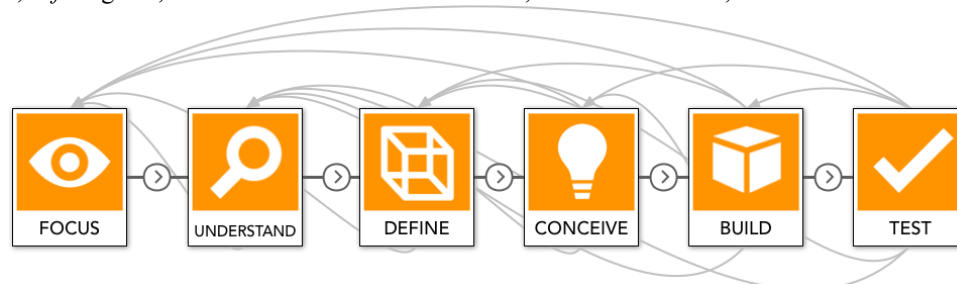 FOCUS
UNDERSTAND
DEFINE
CONCEIVE
BUILD
TEST